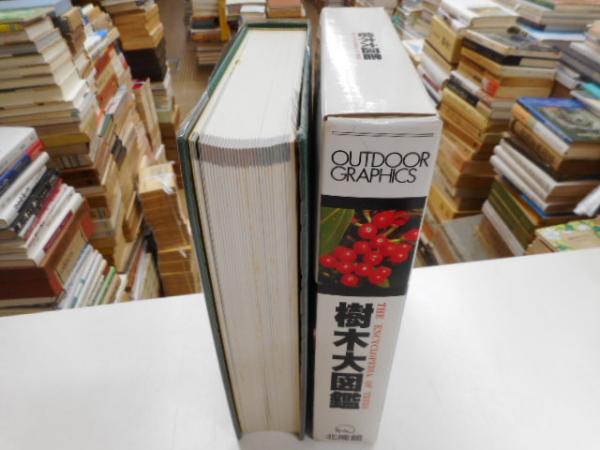 OUTDOOR
GRAPHICS
樹木大図鑑
THE ENCYCLOPEDIA OF TREES
北隆館